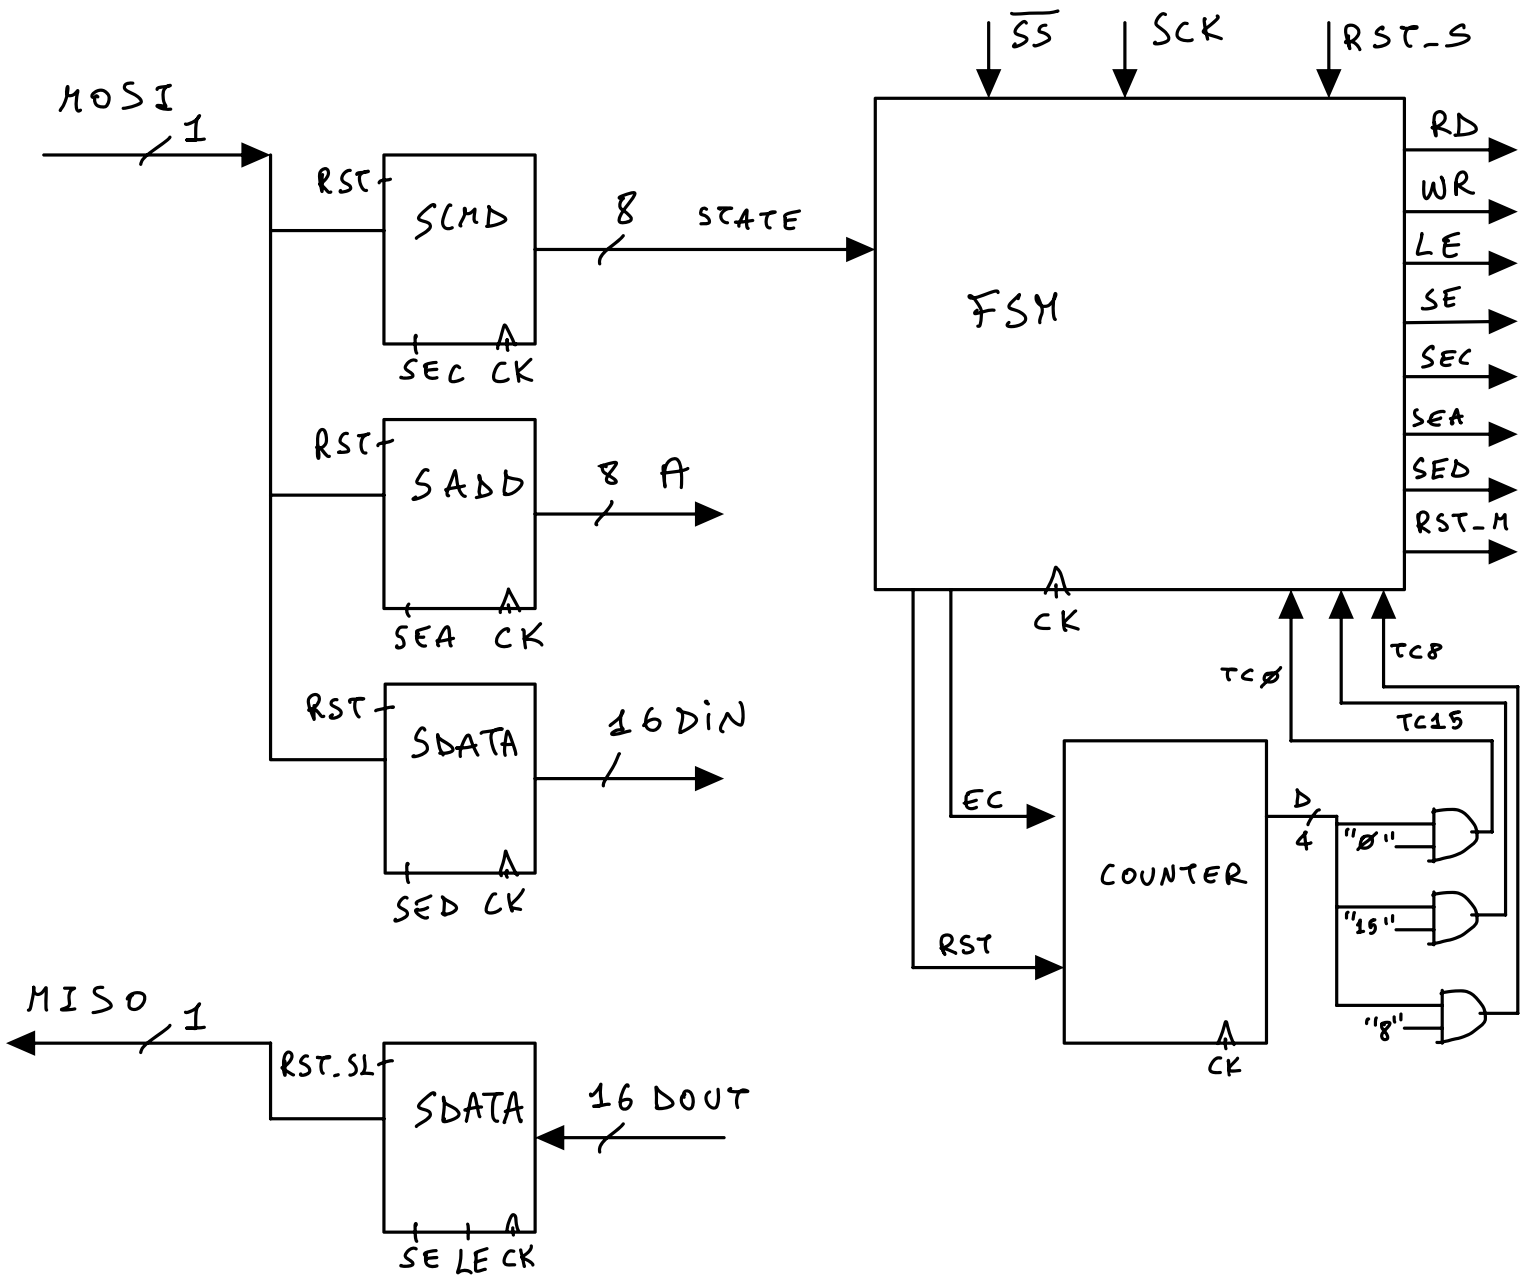 SS SCK RST_S
MOSI
1
RST
SCMD
SEC CK
8 STATE
FSM
RD
WR
LE
SE
SEC
SEA
SED
RST_M
CK
RST
SADD
SEA CK
8 A
RST
SDATA
SED CK
16 DiN
TC8
TCØ
TC15
EC
RST
COUNTER
CK
D
4
"Ø"
"15"
"8"
MISO
1
RST_SL
SDATA
SE LE CK
16 DOUT